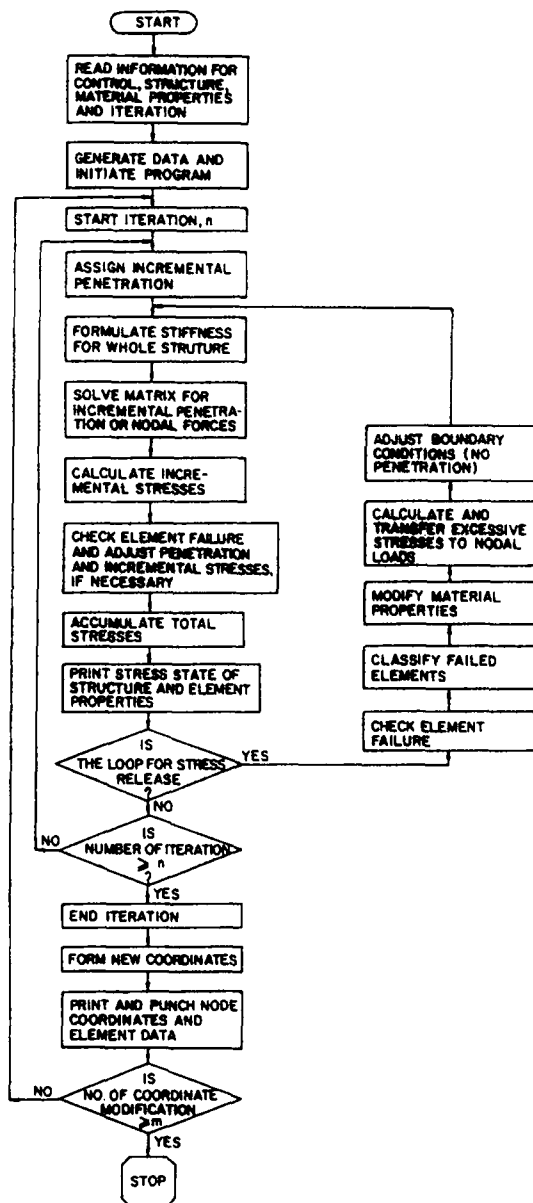 START
READ INFORMATION FOR
CONTROL, STRUCTURE,
MATERIAL PROPERTIES
AND ITERATION
GENERATE DATA AND
INITIATE PROGRAM
START ITERATION, n
ASSIGN INCREMENTAL
PENETRATION
FORMULATE STIFFNESS
FOR WHOLE STRUTURE
SOLVE MATRIX FOR
INCREMENTAL PENETRA-
TION OR NODAL FORCES
CALCULATE INCRE-
MENTAL STRESSES
CHECK ELEMENT FAILURE
AND ADJUST PENETRATION
AND INCREMENTAL STRESSES,
IF NECESSARY
ACCUMULATE TOTAL
STRESSES
PRINT STRESS STATE OF
STRUCTURE AND ELEMENT
PROPERTIES
IS
THE LOOP FOR STRESS
RELEASE
?
YES
NO
ADJUST BOUNDARY
CONDITIONS (NO
PENETRATION)
CALCULATE AND
TRANSFER EXCESSIVE
STRESSES TO NODAL
LOADS
MODIFY MATERIAL
PROPERTIES
CLASSIFY FAILED
ELEMENTS
CHECK ELEMENT
FAILURE
IS
NUMBER OF ITERATION
⩾ n
?
NO
YES
END ITERATION
FORM NEW COORDINATES
PRINT AND PUNCH NODE
COORDINATES AND
ELEMENT DATA
IS
NO. OF COORDINATE
MODIFICATION
⩾m
NO
YES
STOP